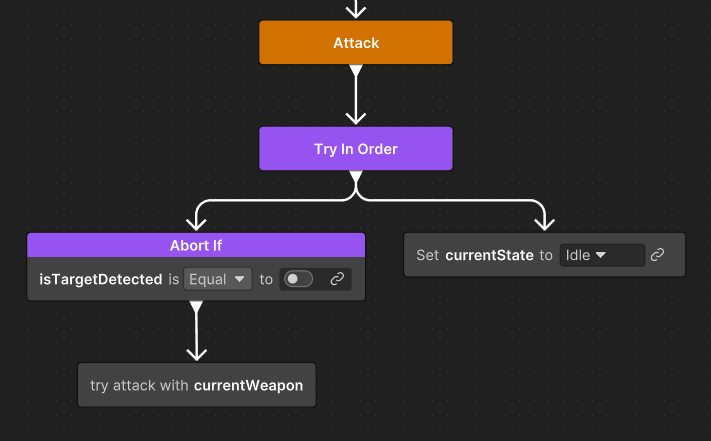 Attack
Try In Order
Abort If
isTargetDetected is Equal to
Set currentState to Idle
try attack with currentWeapon